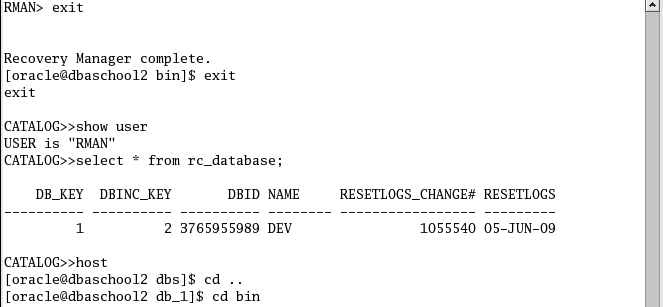 RMAN> exit
Recovery Manager complete.
[oracle@dbaschool2 bin]$ exit
exit
CATALOG>>show user
USER is "RMAN"
CATALOG>>select * from rc_database;
    DB_KEY  DBINC_KEY       DBID NAME     RESETLOGS_CHANGE# RESETLOGS
---------- ---------- ---------- -------- ----------------- ---------
         1          2 3765955989 DEV                1055540 05-JUN-09
CATALOG>>host
[oracle@dbaschool2 dbs]$ cd ..
[oracle@dbaschool2 db_1]$ cd bin